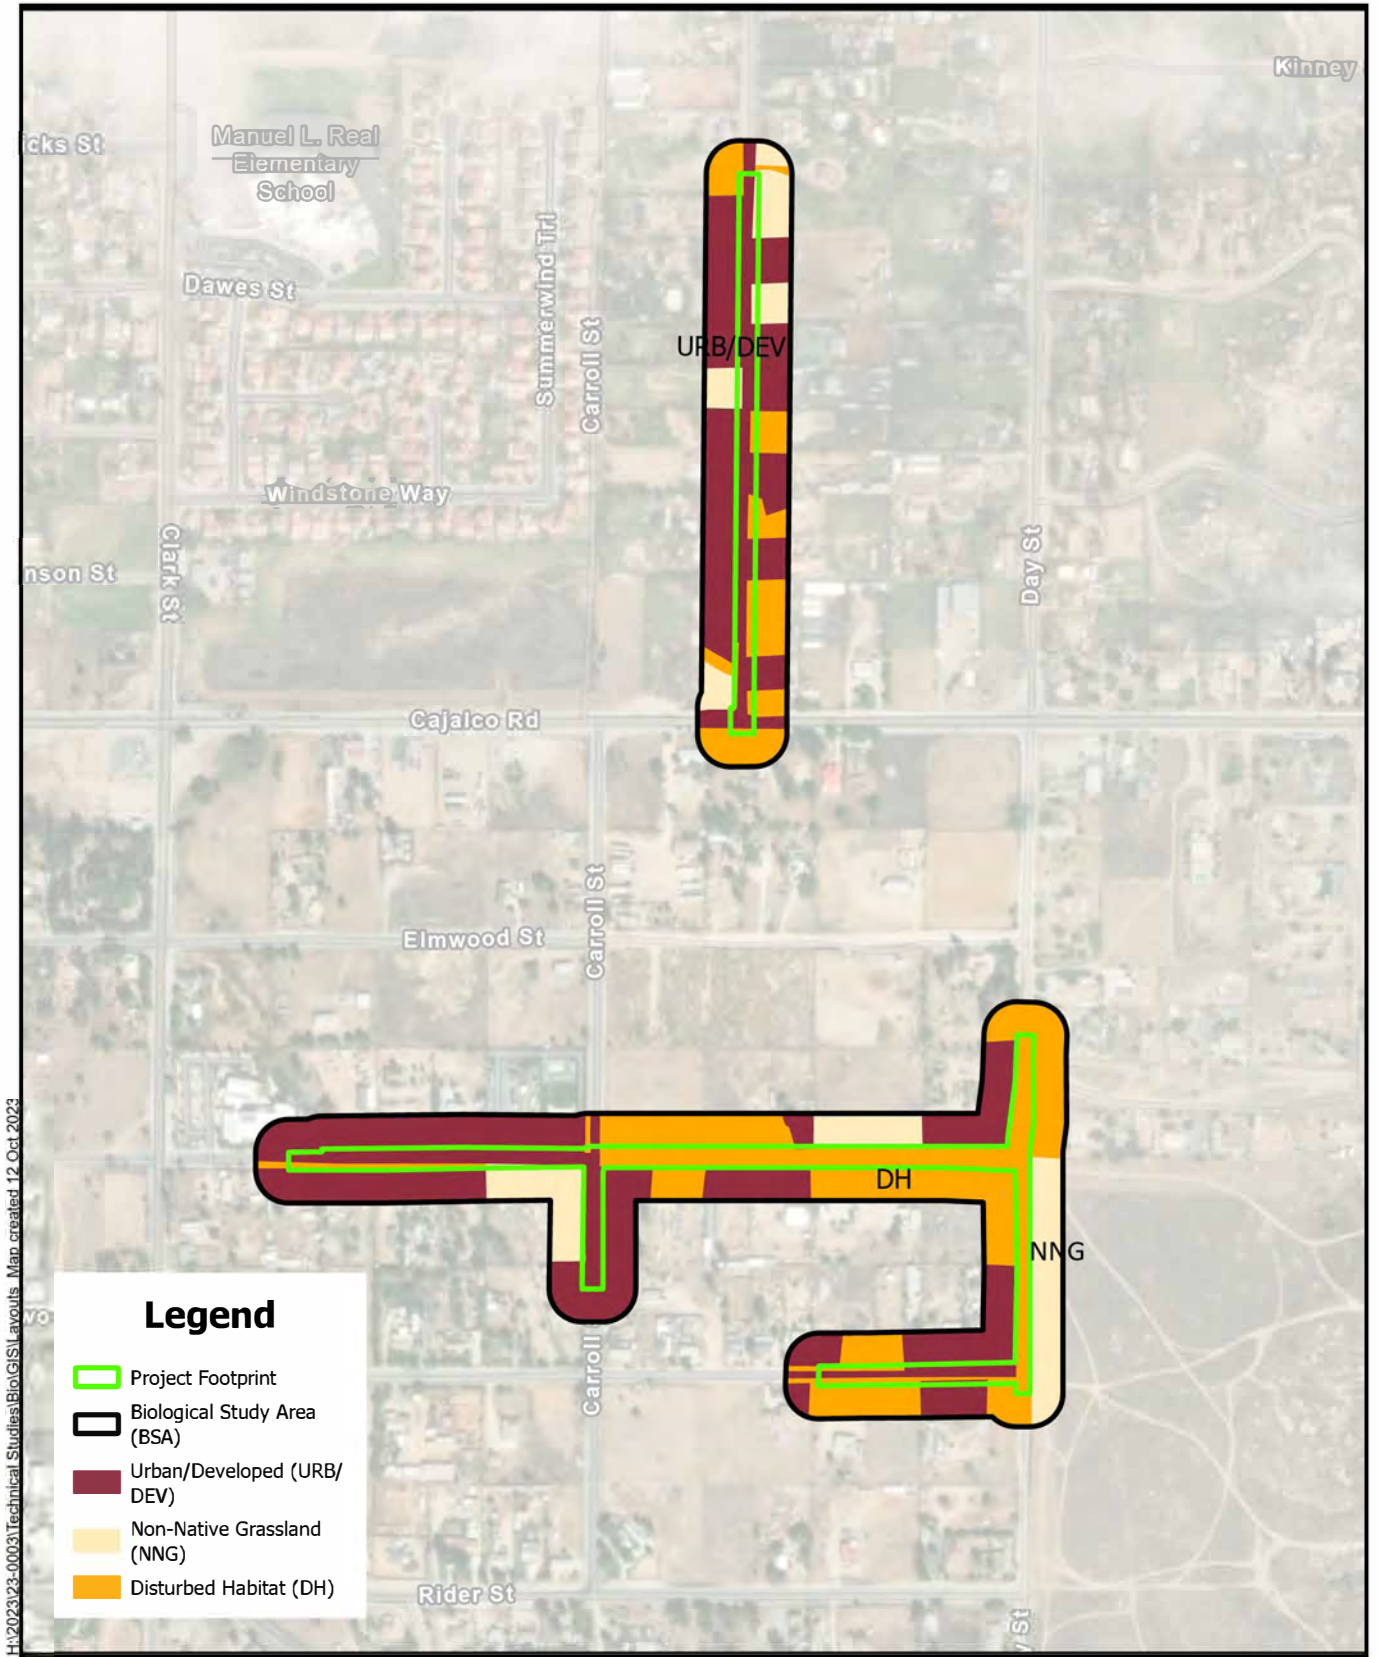 Kinney
icks St
Manuel L. Real
Elementary
School
Dawes St
Summerwind Trl
Carroll St
URB/DEV
Windstone Way
Clark St
nson St
Day St
Cajalco Rd
Carroll St
Elmwood St
DH
NNG
wo
Carroll
Rider St
y St
Legend
Project Footprint
Biological Study Area
(BSA)
Urban/Developed (URB/
DEV)
Non-Native Grassland
(NNG)
Disturbed Habitat (DH)
H:\2023\23-0003\Technical Studies\Bio\GIS\Layouts Map created 12 Oct 2023